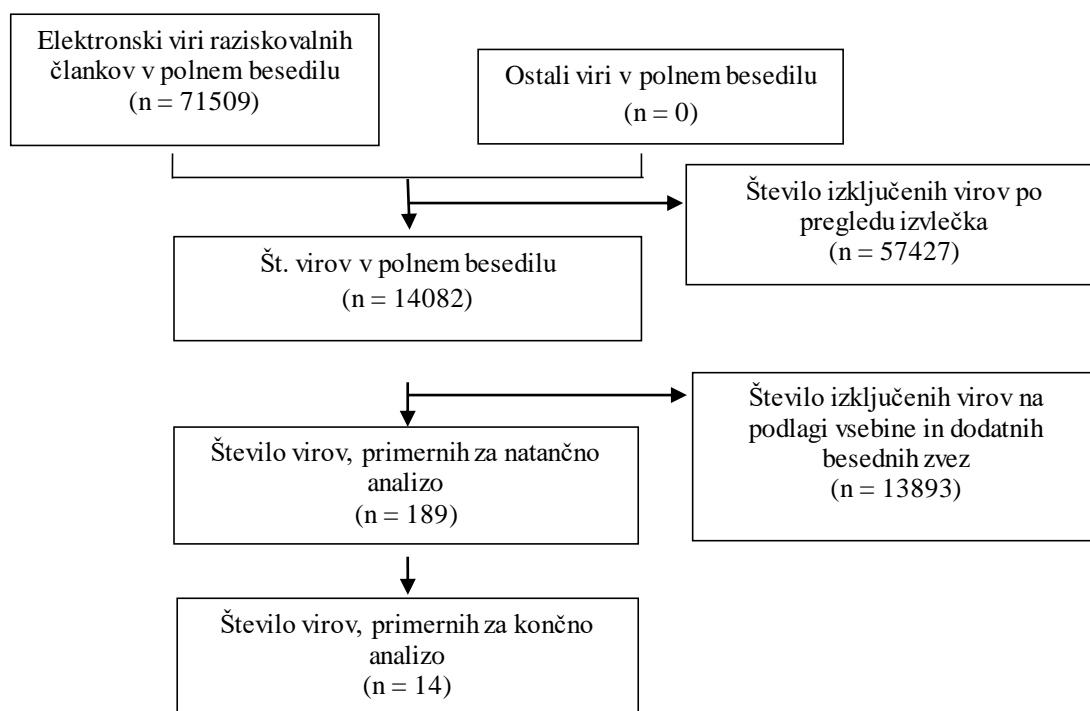 Elektronski viri raziskovalnih
člankov v polnem besedilu
(n = 71509)
Ostali viri v polnem besedilu
(n = 0)
Število izključenih virov po
pregledu izvlečka
(n = 57427)
Št. virov v polnem besedilu
(n = 14082)
Število izključenih virov na
podlagi vsebine in dodatnih
besednih zvez
(n = 13893)
Število virov, primernih za natančno
analizo
(n = 189)
Število virov, primernih za končno
analizo
(n = 14)